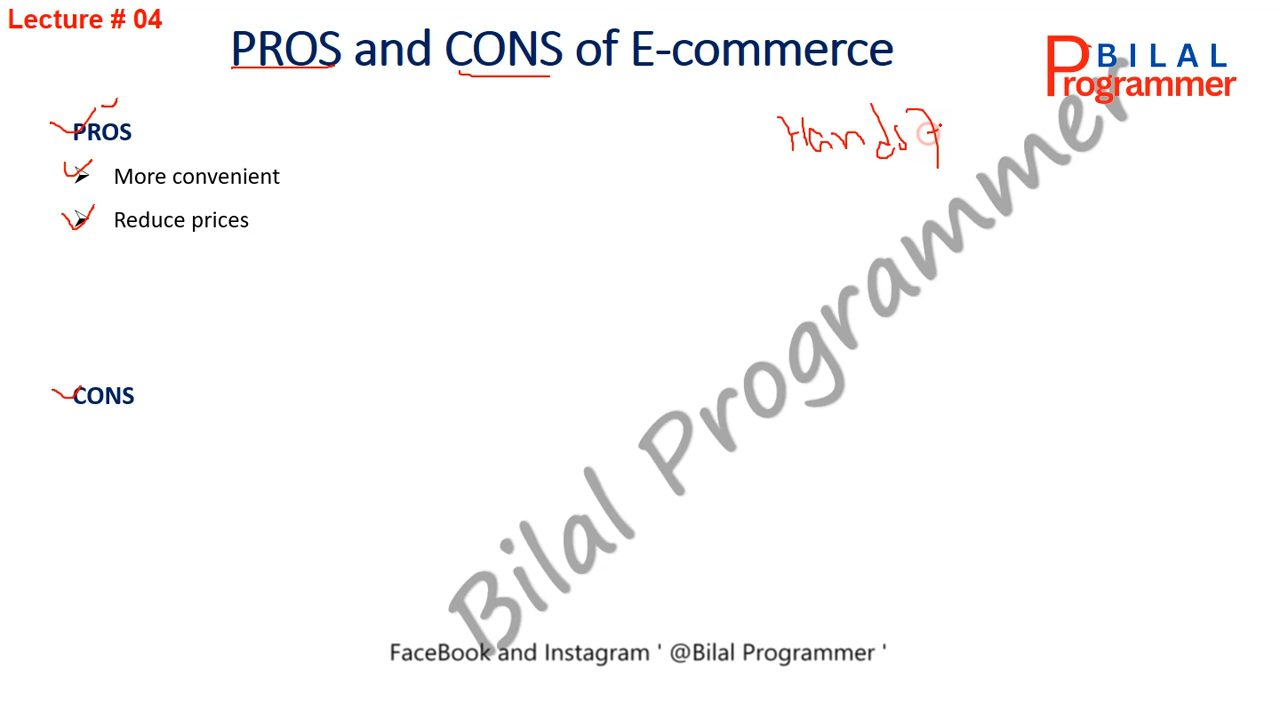 Lecture # 04
PROS and CONS of E-commerce
BILAL
Programmer
PROS
More convenient
Reduce prices
CONS
Bilal Programmer
FaceBook and Instagram ' @Bilal Programmer '